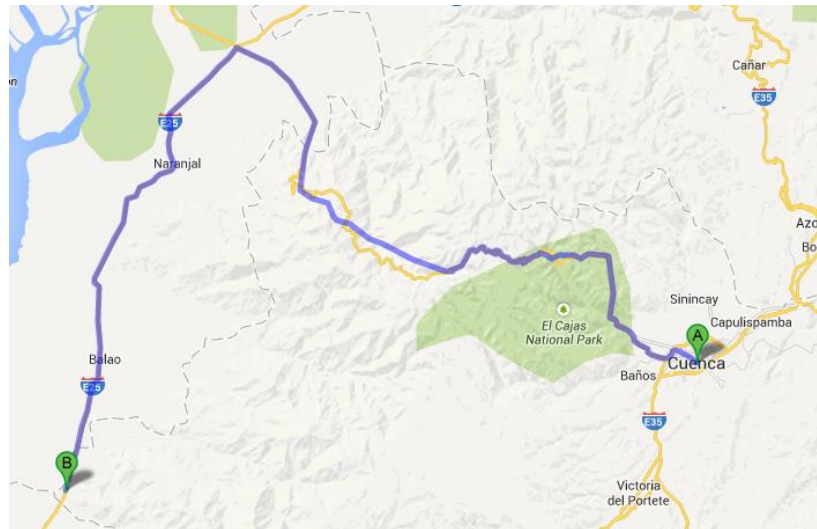 on
Cañar
E35
E25
Naranjal
Azo
Bo
Sinincay
El Cajas
National Park
Capulispamba
A
Cuenca
Balao
Baños
E25
E35
B
Victoria
del Portete